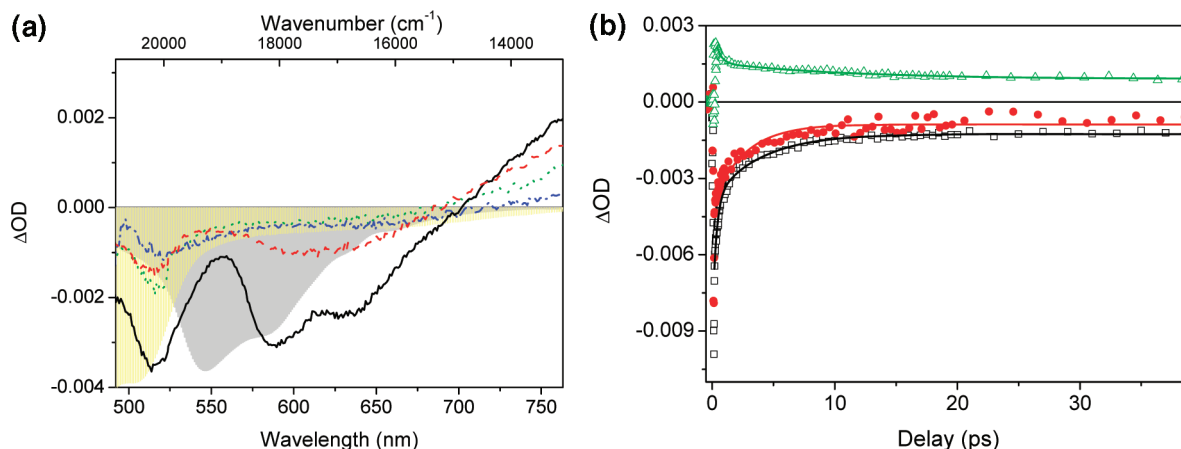 (a)
Wavenumber (cm⁻¹)
20000 18000 16000 14000
ΔOD
0.002
0.000
-0.002
-0.004
500 550 600 650 700 750
Wavelength (nm)
(b)
ΔOD
0.003
0.000
-0.003
-0.006
-0.009
0 10 20 30
Delay (ps)